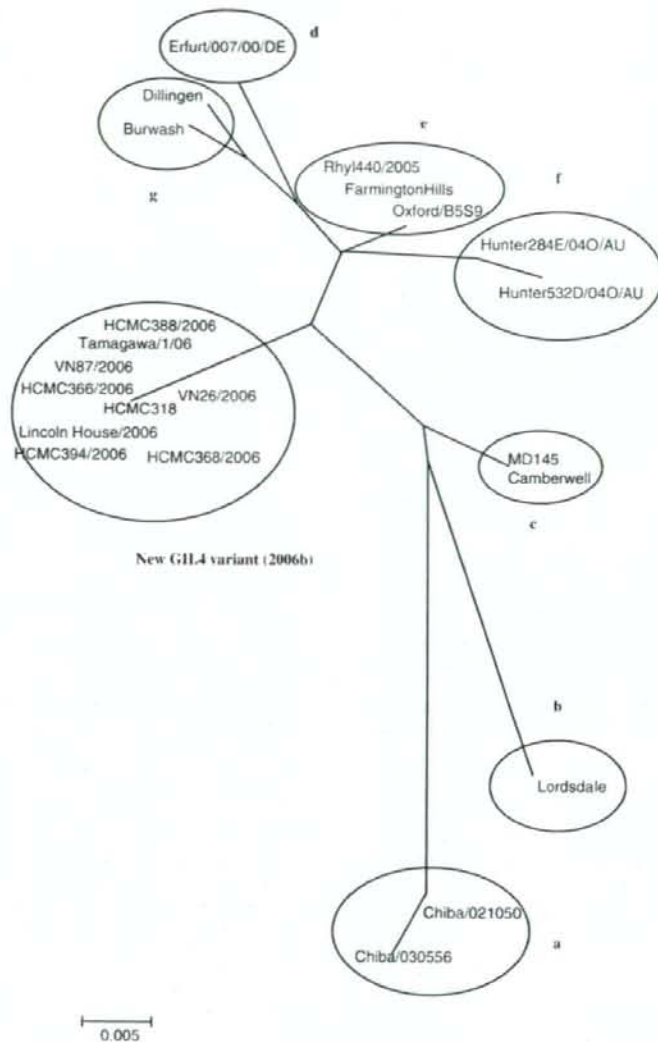 d
Erfurt/007/00/DE
Dillingen
Burwash
g
e
Rhyl440/2005
FarmingtonHills
Oxford/B5S9
f
Hunter284E/04O/AU
Hunter532D/04O/AU
HCMC388/2006
Tamagawa/1/06
VN87/2006
HCMC366/2006
VN26/2006
HCMC318
Lincoln House/2006
HCMC394/2006
HCMC368/2006
New GII.4 variant (2006b)
MD145
Camberwell
c
b
Lordsdale
Chiba/021050
a
Chiba/030556
0.005